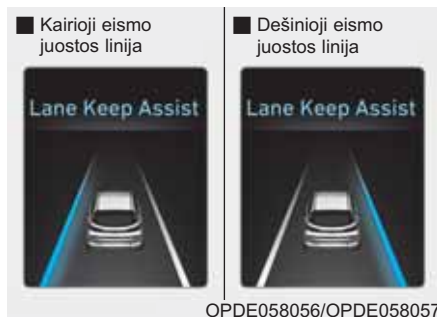 ■ Kairioji eismo
juostos linija
■ Dešinioji eismo
juostos linija
Lane Keep Assist
Lane Keep Assist
OPDE058056/OPDE058057